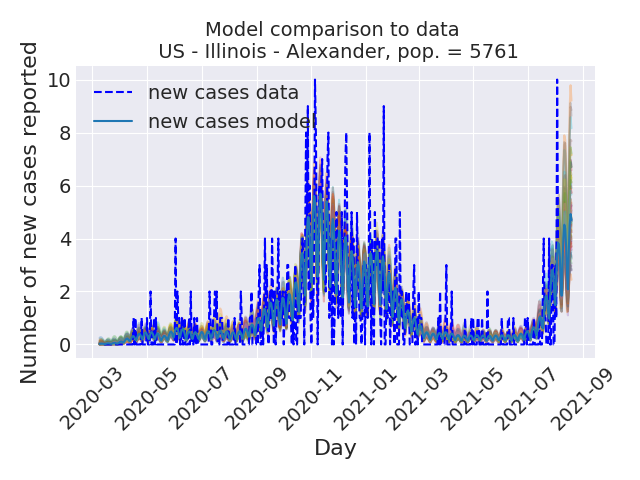 Model comparison to data
US - Illinois - Alexander, pop. = 5761
Number of new cases reported
10
8
6
4
2
0
new cases data
new cases model
2020-03
2020-05
2020-07
2020-09
2020-11
2021-01
2021-03
2021-05
2021-07
2021-09
Day